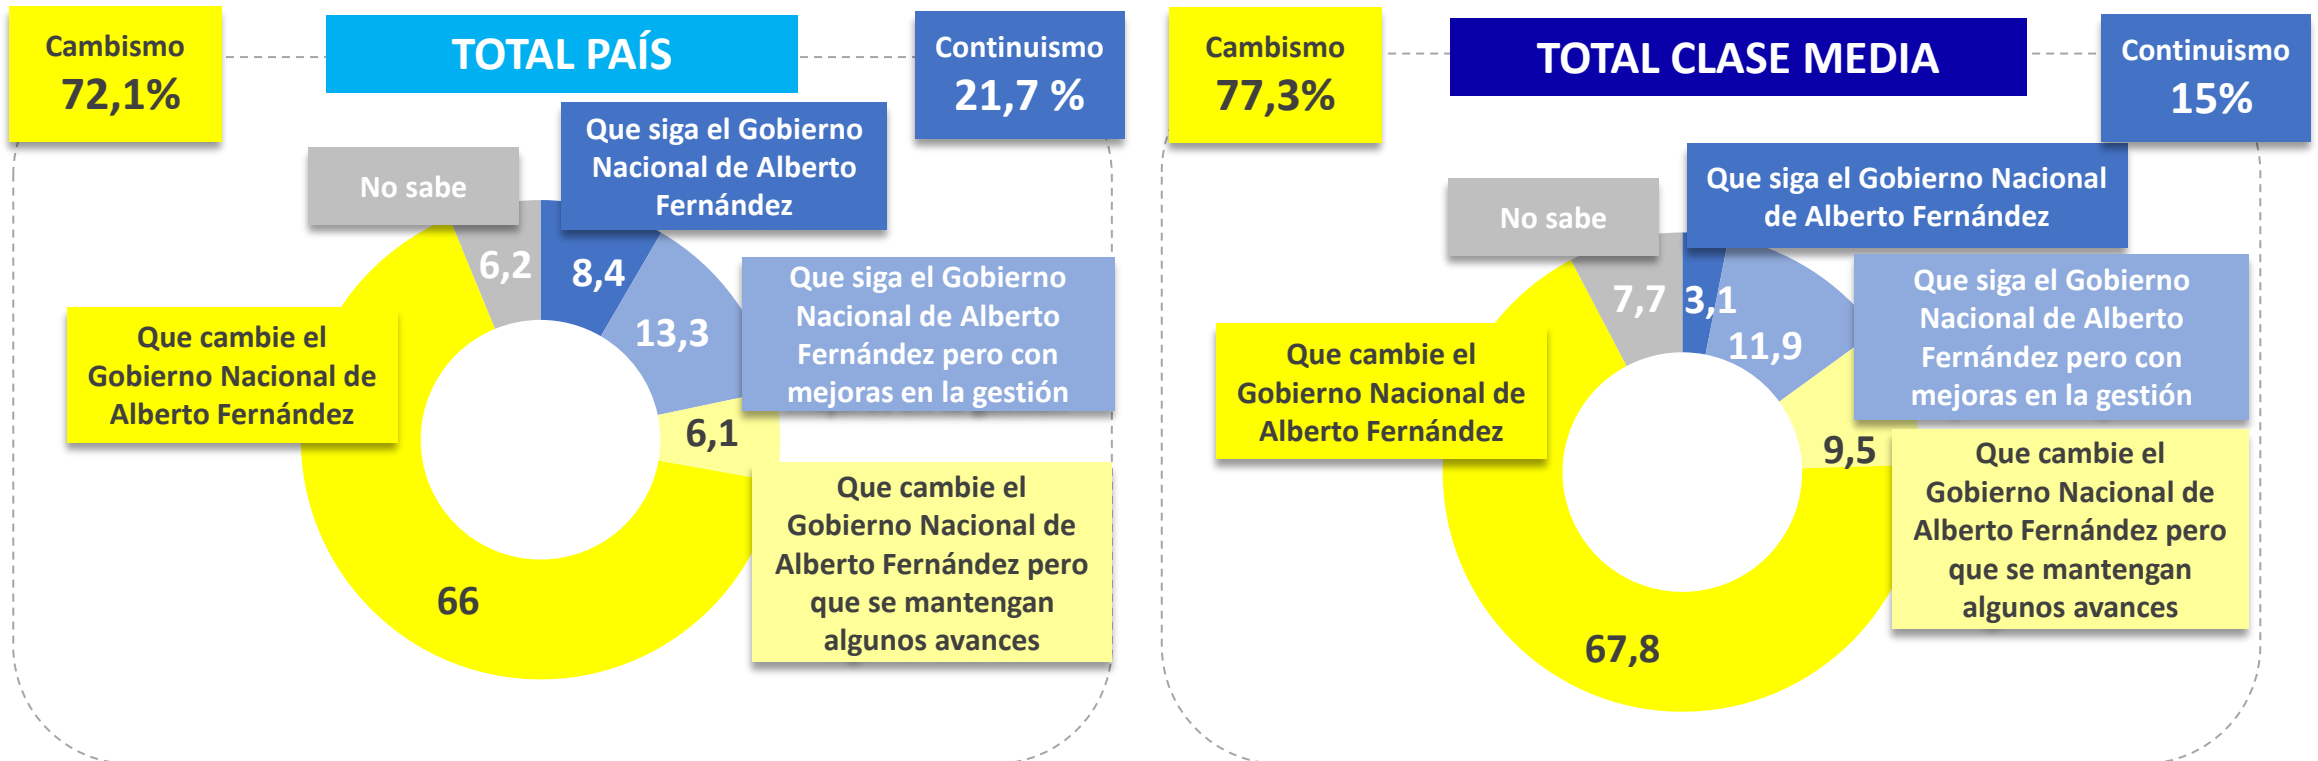 Cambismo
72,1%
TOTAL PAÍS
Continuismo
21,7 %
Que siga el Gobierno
Nacional de Alberto
Fernández
No sabe
6,2
8,4
Que siga el Gobierno
Nacional de Alberto
Fernández pero con
mejoras en la gestión
13,3
Que cambie el
Gobierno Nacional de
Alberto Fernández
6,1
Que cambie el
Gobierno Nacional de
Alberto Fernández pero
que se mantengan
algunos avances
66
Cambismo
77,3%
TOTAL CLASE MEDIA
Continuismo
15%
Que siga el Gobierno Nacional
de Alberto Fernández
No sabe
7,7
3,1
Que siga el Gobierno
Nacional de Alberto
Fernández pero con
mejoras en la gestión
11,9
Que cambie el
Gobierno Nacional de
Alberto Fernández
9,5
Que cambie el
Gobierno Nacional de
Alberto Fernández pero
que se mantengan
algunos avances
67,8